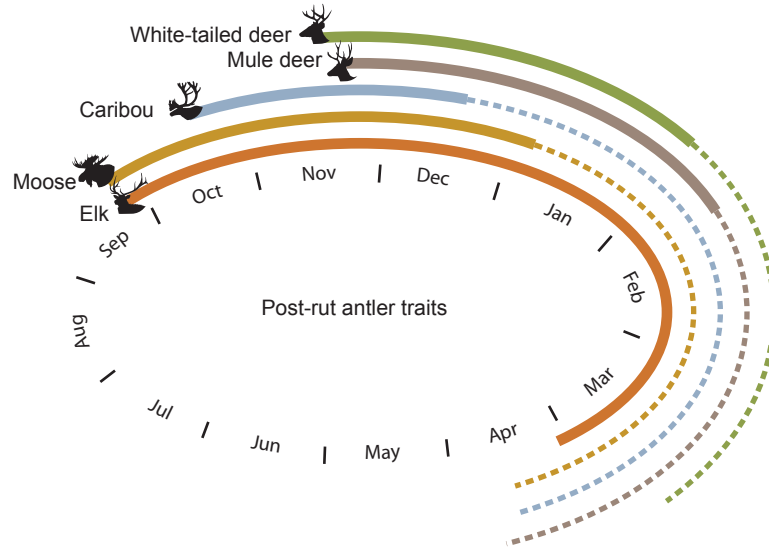 White-tailed deer
Mule deer
Caribou
Moose
Elk
Sep
Oct
Nov
Dec
Jan
Feb
Mar
Apr
May
Jun
Jul
Aug
Post-rut antler traits